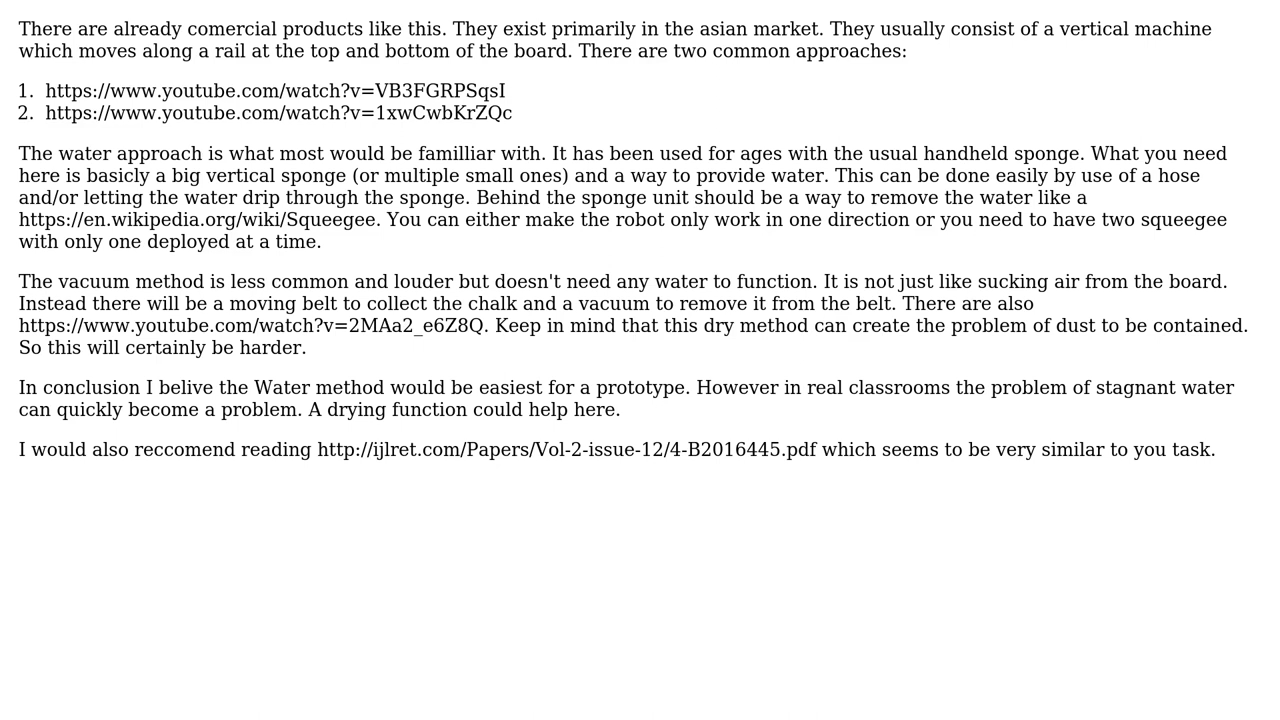 There are already comercial products like this. They exist primarily in the asian market. They usually consist of a vertical machine
which moves along a rail at the top and bottom of the board. There are two common approaches:
1. https://www.youtube.com/watch?v=VB3FGRPSqsI
2. https://www.youtube.com/watch?v=1xwCwbKrZQc
The water approach is what most would be familliar with. It has been used for ages with the usual handheld sponge. What you need
here is basicly a big vertical sponge (or multiple small ones) and a way to provide water. This can be done easily by use of a hose
and/or letting the water drip through the sponge. Behind the sponge unit should be a way to remove the water like a
https://en.wikipedia.org/wiki/Squeegee. You can either make the robot only work in one direction or you need to have two squeegee
with only one deployed at a time.
The vacuum method is less common and louder but doesn't need any water to function. It is not just like sucking air from the board.
Instead there will be a moving belt to collect the chalk and a vacuum to remove it from the belt. There are also
https://www.youtube.com/watch?v=2MAa2_e6Z8Q. Keep in mind that this dry method can create the problem of dust to be contained.
So this will certainly be harder.
In conclusion I belive the Water method would be easiest for a prototype. However in real classrooms the problem of stagnant water
can quickly become a problem. A drying function could help here.
I would also reccomend reading http://ijlret.com/Papers/Vol-2-issue-12/4-B2016445.pdf which seems to be very similar to you task.